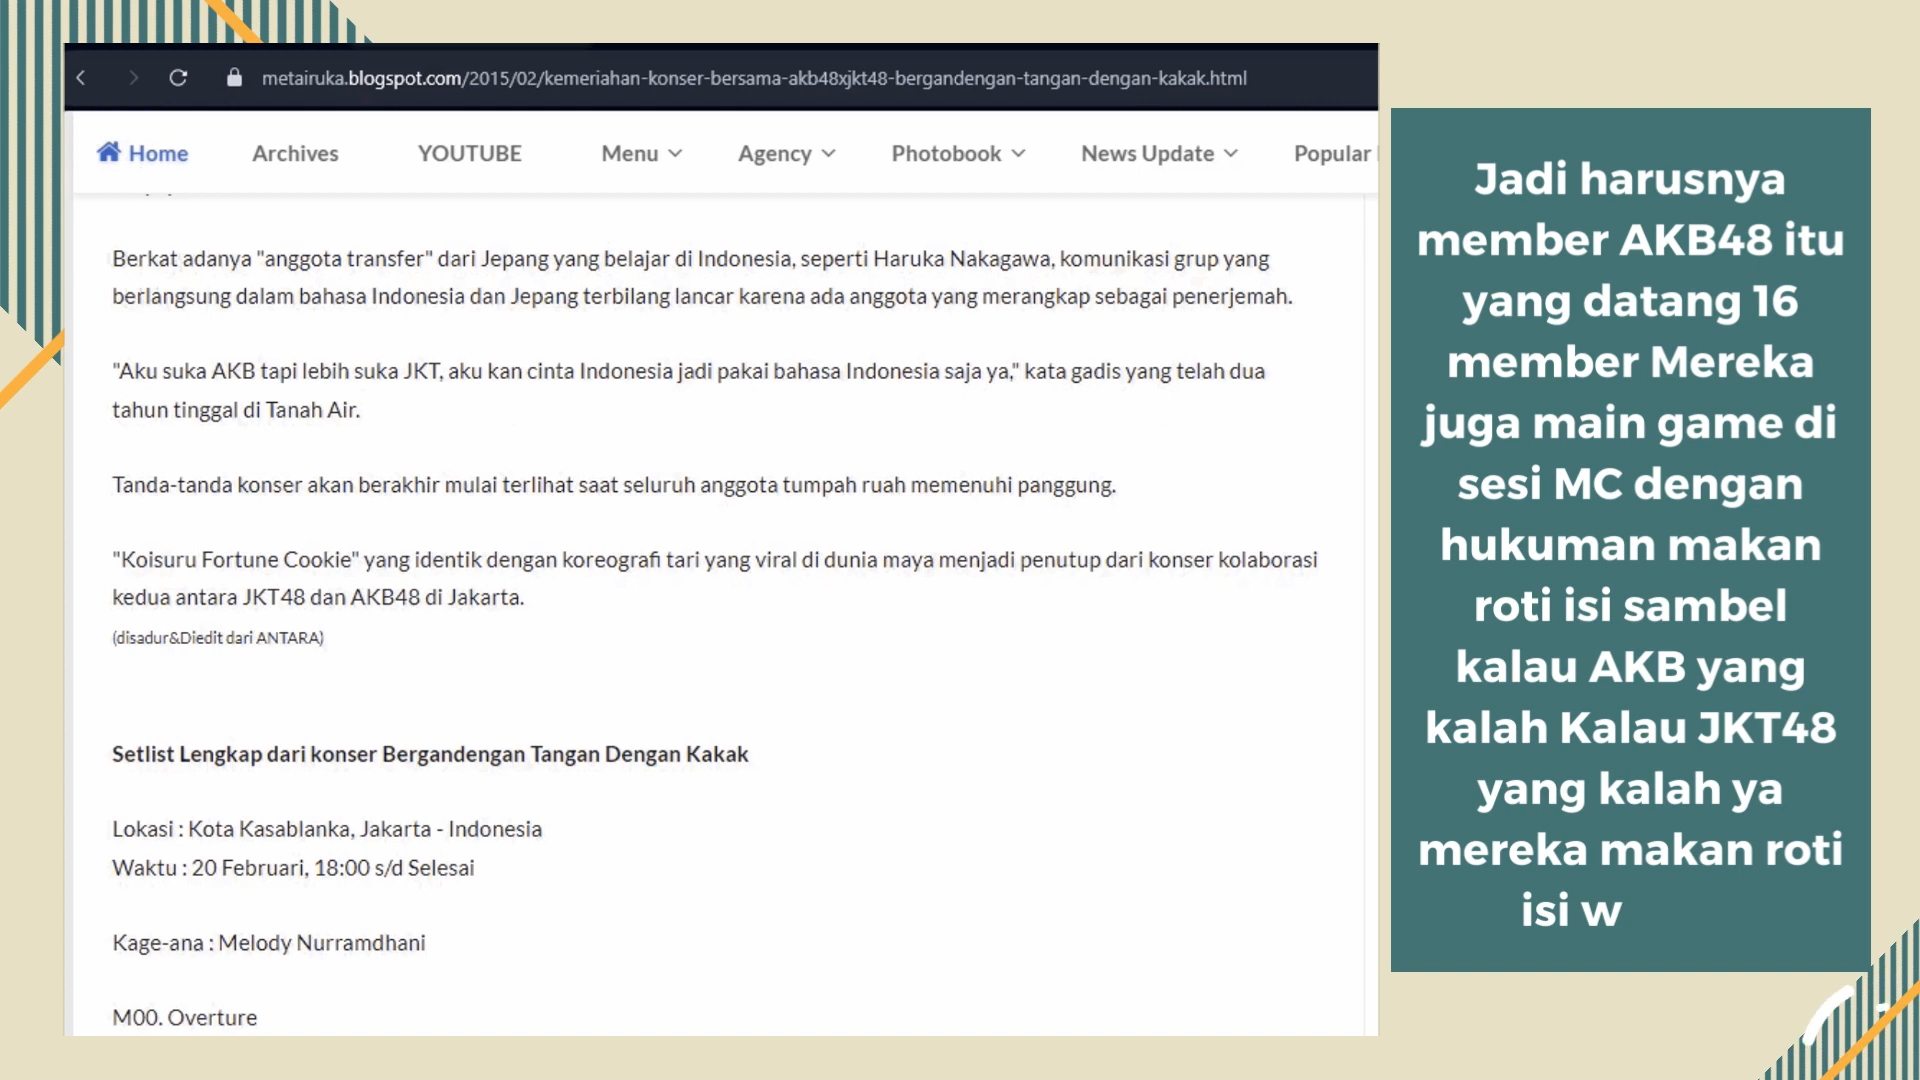 metairuka.blogspot.com/2015/02/kemeriahan-konser-bersama-akb48xjkt48-bergandengan-tangan-dengan-kakak.html
Home Archives YOUTUBE Menu Agency Photobook News Update Popular
Berkat adanya "anggota transfer" dari Jepang yang belajar di Indonesia, seperti Haruka Nakagawa, komunikasi grup yang
berlangsung dalam bahasa Indonesia dan Jepang terbilang lancar karena ada anggota yang merangkap sebagai penerjemah.
"Aku suka AKB tapi lebih suka JKT, aku kan cinta Indonesia jadi pakai bahasa Indonesia saja ya," kata gadis yang telah dua
tahun tinggal di Tanah Air.
Tanda-tanda konser akan berakhir mulai terlihat saat seluruh anggota tumpah ruah memenuhi panggung.
"Koisuru Fortune Cookie" yang identik dengan koreografi tari yang viral di dunia maya menjadi penutup dari konser kolaborasi
kedua antara JKT48 dan AKB48 di Jakarta.
(disadur&Diedit dari ANTARA)
Setlist Lengkap dari konser Bergandengan Tangan Dengan Kakak
Lokasi : Kota Kasablanka, Jakarta - Indonesia
Waktu : 20 Februari, 18:00 s/d Selesai
Kage-ana : Melody Nurramdhani
M00. Overture
Jadi harusnya
member AKB48 itu
yang datang 16
member Mereka
juga main game di
sesi MC dengan
hukuman makan
roti isi sambel
kalau AKB yang
kalah Kalau JKT48
yang kalah ya
mereka makan roti
isi w